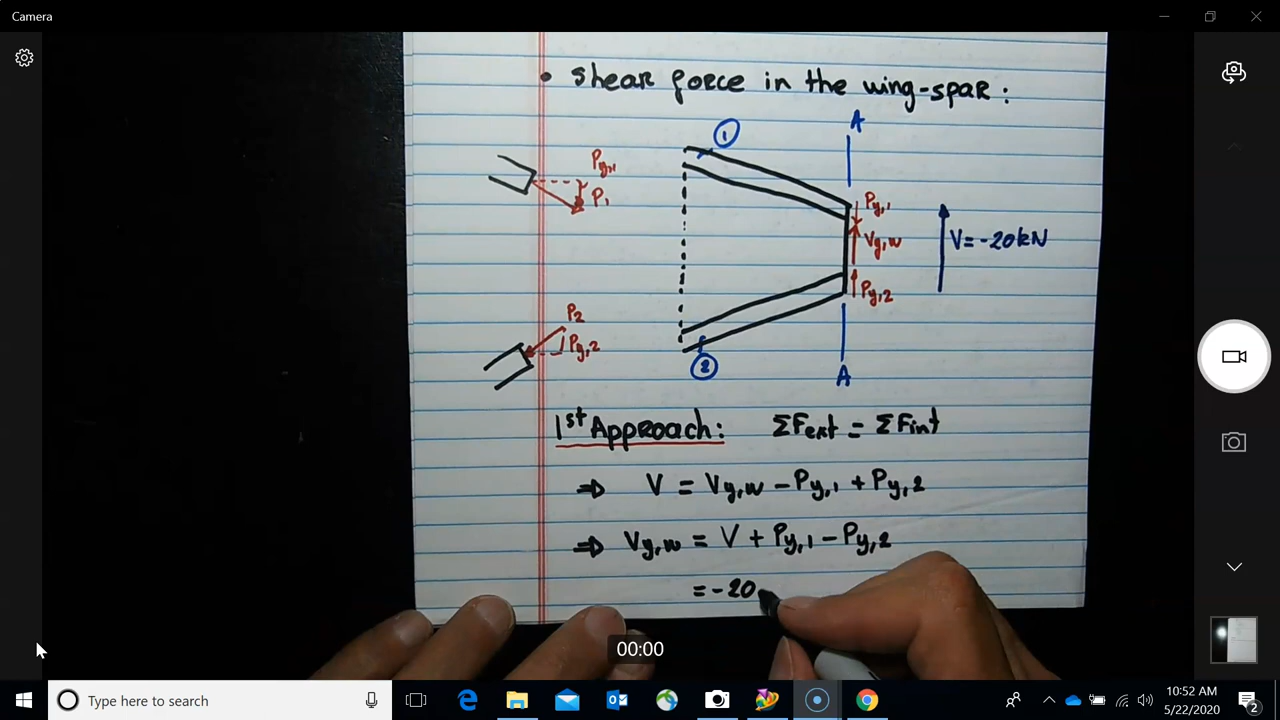 Camera
• Shear force in the wing-spar:
1
A
Py,1
P1
Py,1
Vy,w
V=-20kN
P2
Py,2
Py,2
2
A
1st Approach: ΣFext = ΣFint
⇒ V = Vy,w - Py,1 + Py,2
⇒ Vy,w = V + Py,1 - Py,2
= -20
00:00
Type here to search
10:52 AM
5/22/2020
2